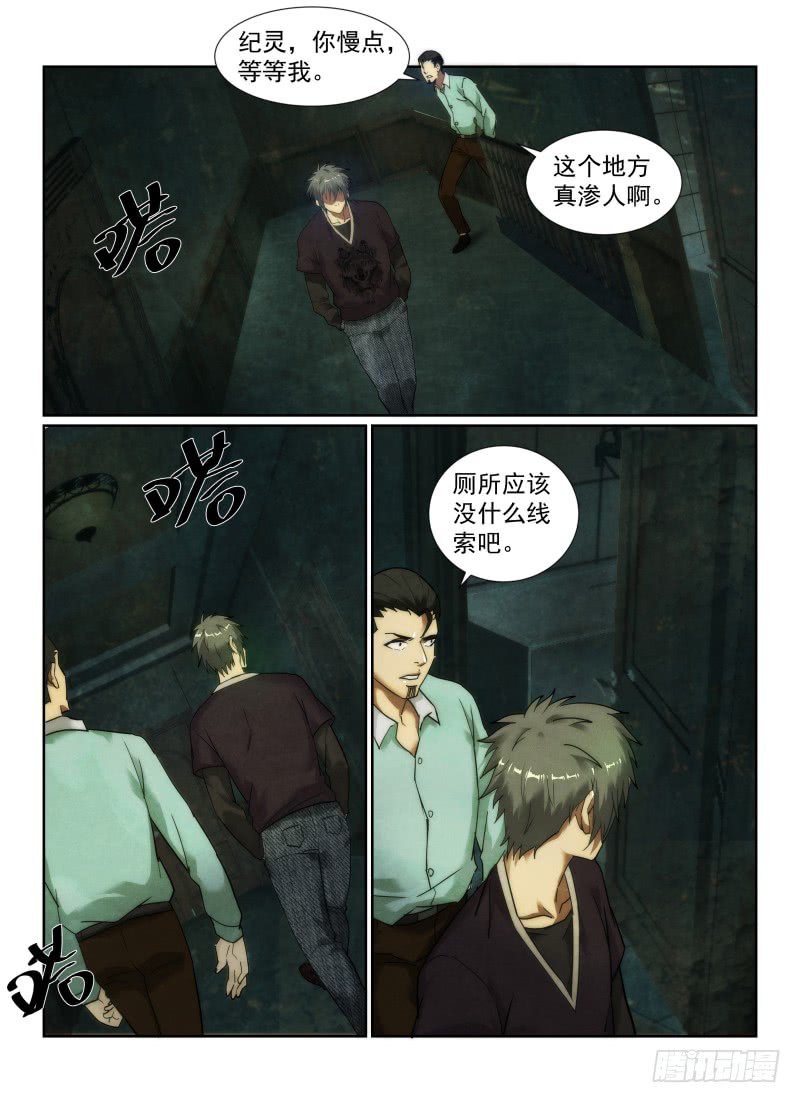 纪灵，你慢点，
等等我。
这个地方
真渗人啊。
嗒
嗒
厕所应该
没什么线
索吧。
嗒
腾讯动漫